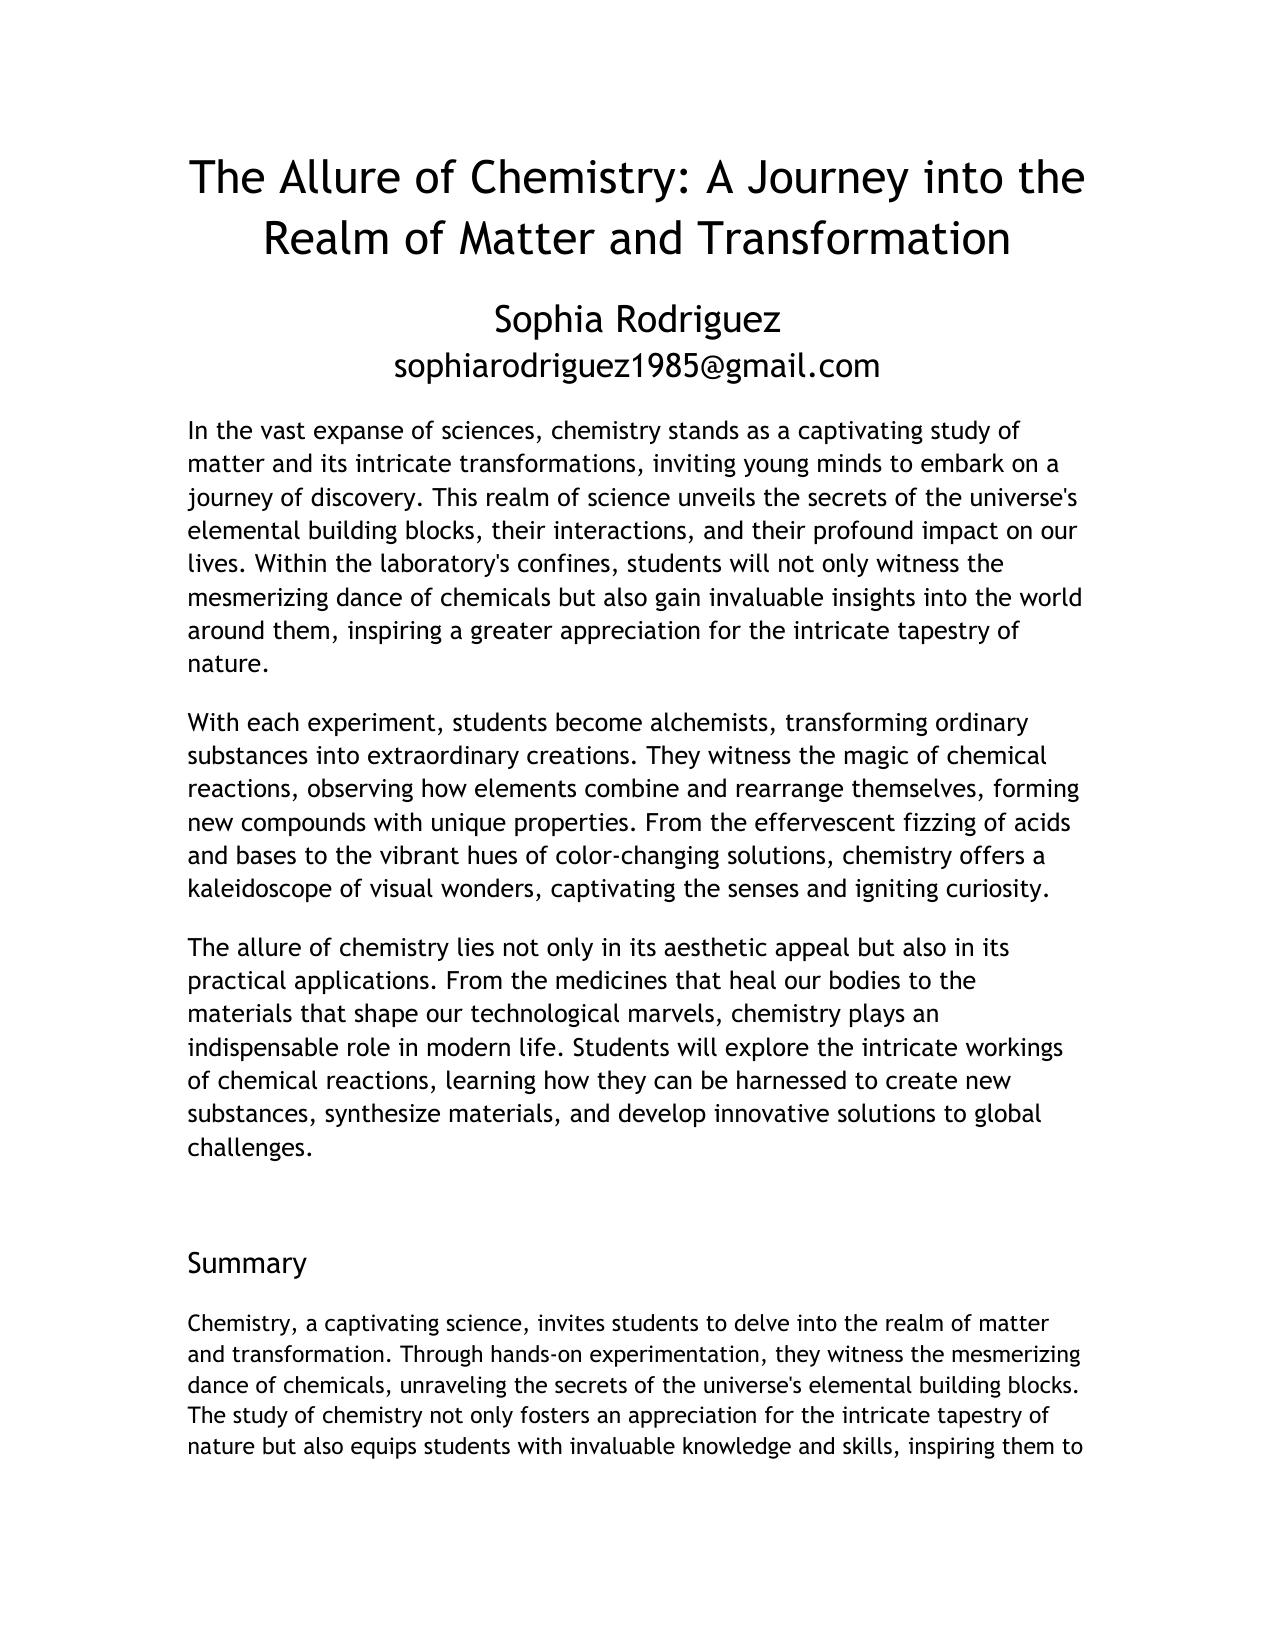 The Allure of Chemistry: A Journey into the
Realm of Matter and Transformation
Sophia Rodriguez
sophiarodriguez1985@gmail.com
In the vast expanse of sciences, chemistry stands as a captivating study of
matter and its intricate transformations, inviting young minds to embark on a
journey of discovery. This realm of science unveils the secrets of the universe's
elemental building blocks, their interactions, and their profound impact on our
lives. Within the laboratory's confines, students will not only witness the
mesmerizing dance of chemicals but also gain invaluable insights into the world
around them, inspiring a greater appreciation for the intricate tapestry of
nature.
With each experiment, students become alchemists, transforming ordinary
substances into extraordinary creations. They witness the magic of chemical
reactions, observing how elements combine and rearrange themselves, forming
new compounds with unique properties. From the effervescent fizzing of acids
and bases to the vibrant hues of color-changing solutions, chemistry offers a
kaleidoscope of visual wonders, captivating the senses and igniting curiosity.
The allure of chemistry lies not only in its aesthetic appeal but also in its
practical applications. From the medicines that heal our bodies to the
materials that shape our technological marvels, chemistry plays an
indispensable role in modern life. Students will explore the intricate workings
of chemical reactions, learning how they can be harnessed to create new
substances, synthesize materials, and develop innovative solutions to global
challenges.
Summary
Chemistry, a captivating science, invites students to delve into the realm of matter
and transformation. Through hands-on experimentation, they witness the mesmerizing
dance of chemicals, unraveling the secrets of the universe's elemental building blocks.
The study of chemistry not only fosters an appreciation for the intricate tapestry of
nature but also equips students with invaluable knowledge and skills, inspiring them to